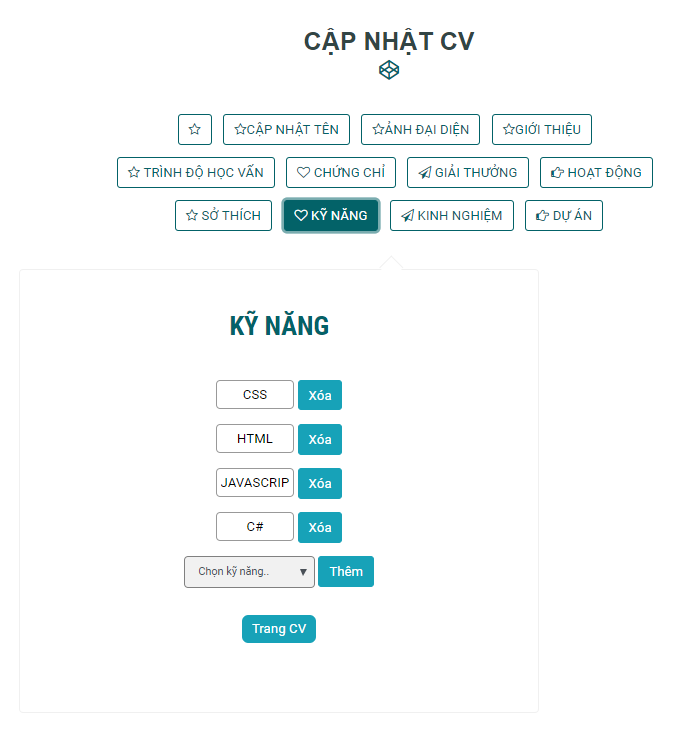 CẬP NHẬT CV
CẬP NHẬT TÊN ẢNH ĐẠI DIỆN GIỚI THIỆU
TRÌNH ĐỘ HỌC VẤN CHỨNG CHỈ GIẢI THƯỞNG HOẠT ĐỘNG
SỞ THÍCH KỸ NĂNG KINH NGHIỆM DỰ ÁN
KỸ NĂNG
CSS Xóa
HTML Xóa
JAVASCRIP Xóa
C# Xóa
Chọn kỹ năng.. Thêm
Trang CV